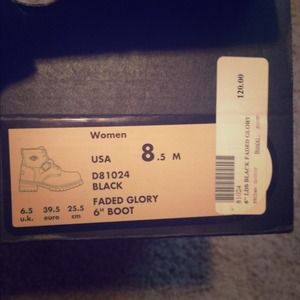 Women
USA 8.5 M
D81024
BLACK
FADED GLORY
6" BOOT
6.5 39.5 25.5
u.k. euro cm
120.00
6" LDS BLACK FADED GLORY
81024